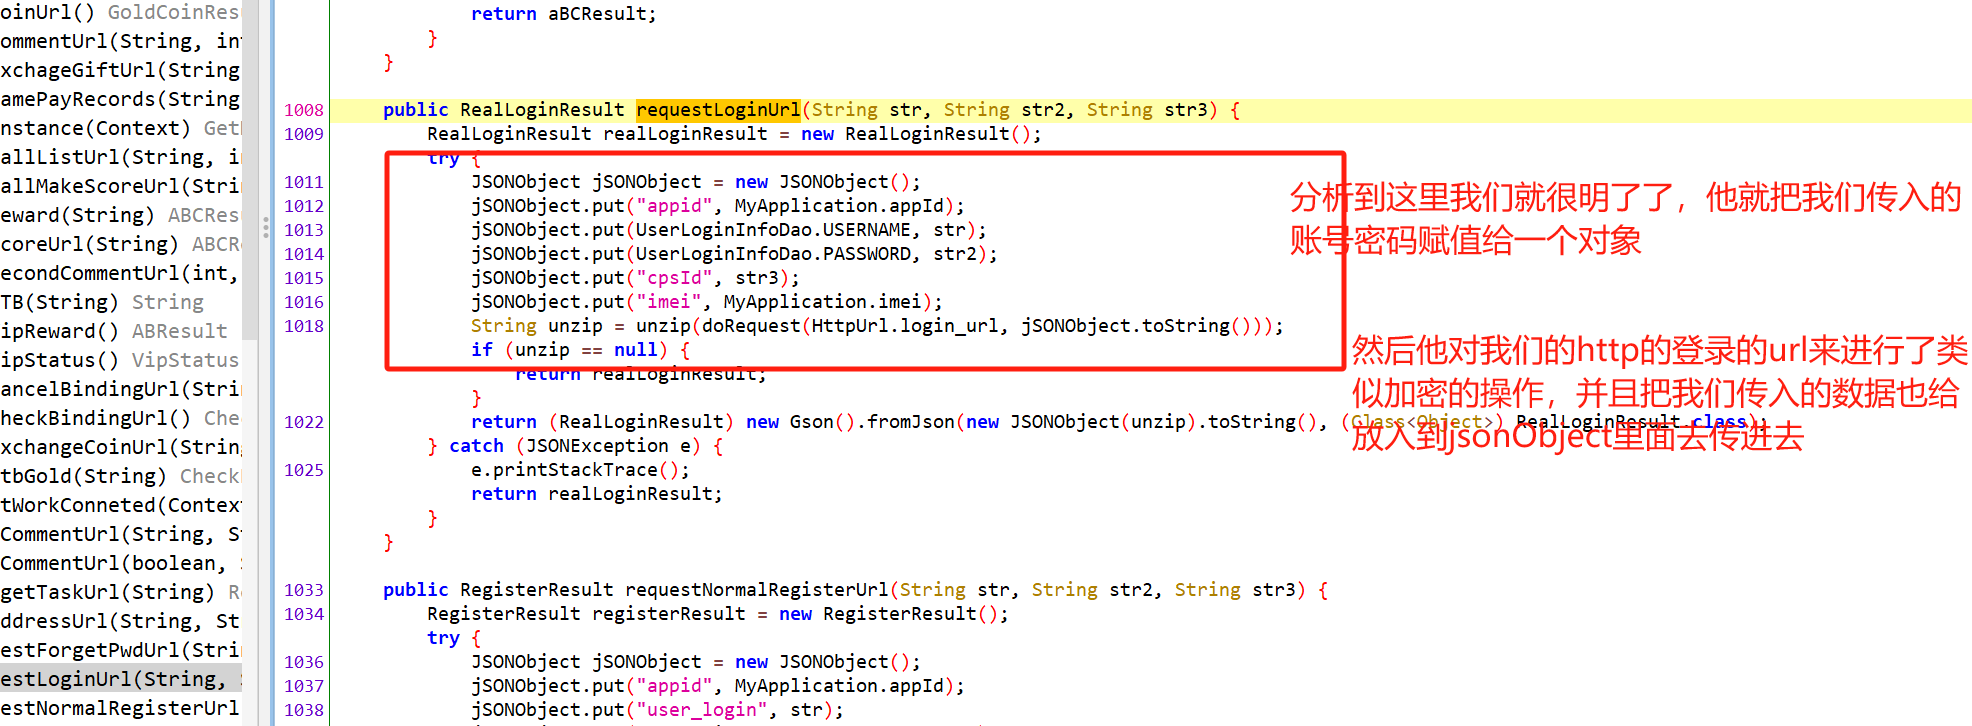 oinUrl() GoldCoinResu
ommentUrl(String, int
xchageGiftUrl(String
amePayRecords(String
nstance(Context) GetD
allListUrl(String, in
allMakeScoreUrl(Strin
eward(String) ABCResu
coreUrl(String) ABCRe
econdCommentUrl(int,
TB(String) String
ipReward() ABResult
ipStatus() VipStatus
ancelBindingUrl(Strin
heckBindingUrl() Chec
xchangeCoinUrl(String
tbGold(String) Check
tWorkConneted(Context
CommentUrl(String, St
CommentUrl(boolean,
getTaskUrl(String) Re
ddressUrl(String, Str
estForgetPwdUrl(Strin
estLoginUrl(String,
estNormalRegisterUrl
return aBCResult;
}
}
1008 public RealLoginResult requestLoginUrl(String str, String str2, String str3) {
1009 RealLoginResult realLoginResult = new RealLoginResult();
try {
1011 JSONObject jSONObject = new JSONObject();
1012 jSONObject.put("appid", MyApplication.appId);
1013 jSONObject.put(UserLoginInfoDao.USERNAME, str);
1014 jSONObject.put(UserLoginInfoDao.PASSWORD, str2);
1015 jSONObject.put("cpsId", str3);
1016 jSONObject.put("imei", MyApplication.imei);
1018 String unzip = unzip(doRequest(HttpUrl.login_url, jSONObject.toString()));
if (unzip == null) {
return realLoginResult;
}
1022 return (RealLoginResult) new Gson().fromJson(new JSONObject(unzip).toString(), (Class<Object>) RealLoginResult.class);
} catch (JSONException e) {
1025 e.printStackTrace();
return realLoginResult;
}
}
1033 public RegisterResult requestNormalRegisterUrl(String str, String str2, String str3) {
1034 RegisterResult registerResult = new RegisterResult();
try {
1036 JSONObject jSONObject = new JSONObject();
1037 jSONObject.put("appid", MyApplication.appId);
1038 jSONObject.put("user_login", str);
分析到这里我们就很明了了，他就把我们传入的
账号密码赋值给一个对象
然后他对我们的http的登录的url来进行了类
似加密的操作，并且把我们传入的数据也给
放入到jsonObject里面去传进去